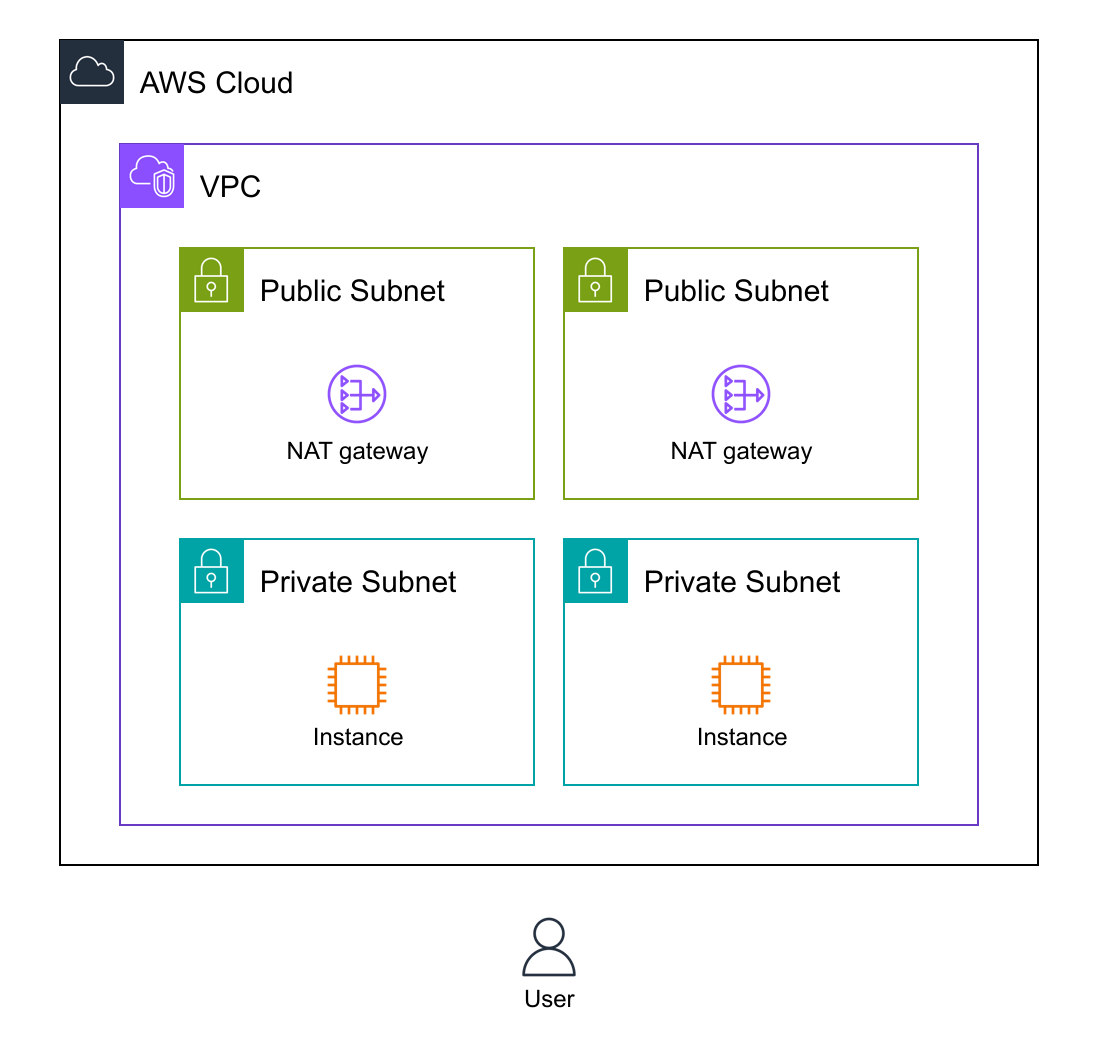 AWS Cloud
VPC
Public Subnet
Public Subnet
NAT gateway
NAT gateway
Private Subnet
Private Subnet
Instance
Instance
User